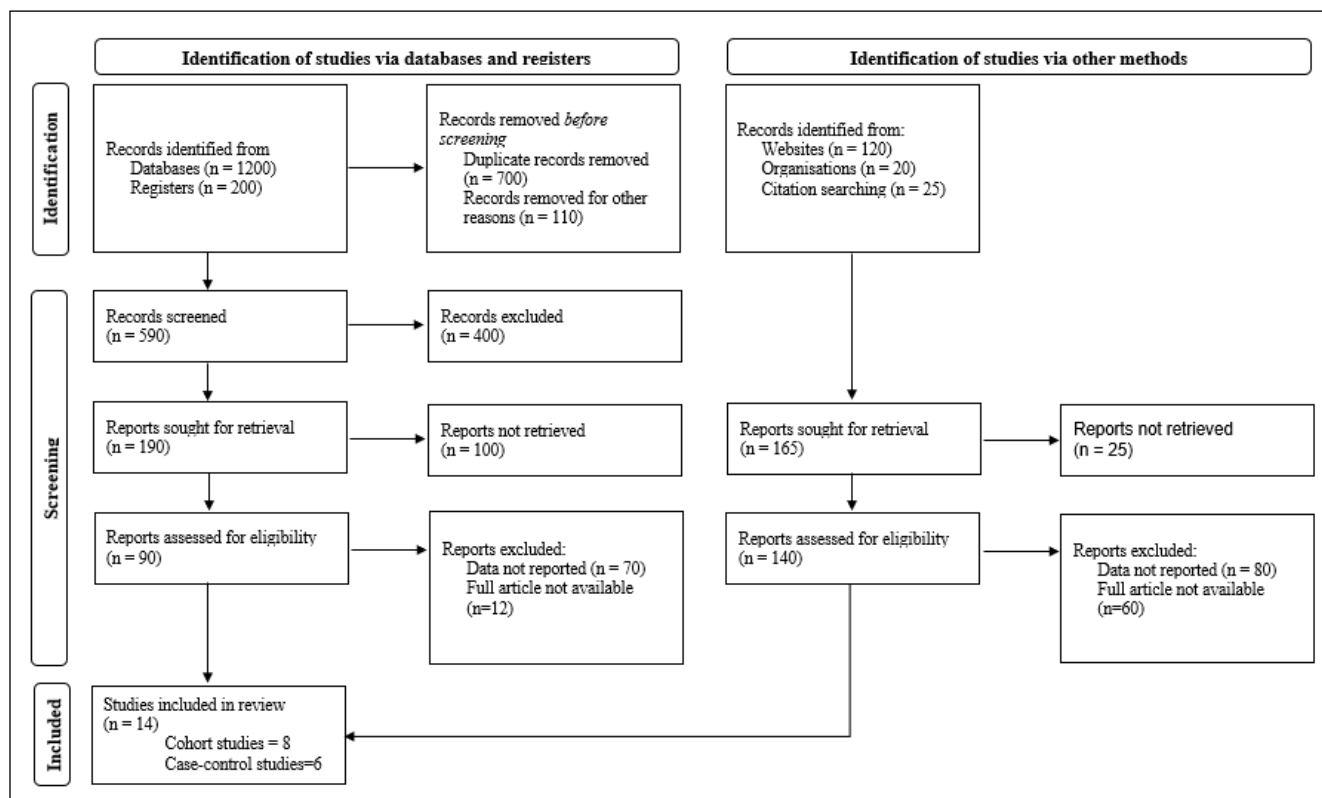 Identification of studies via databases and registers
Identification of studies via other methods
Identification
Records identified from
Databases (n = 1200)
Registers (n = 200)
Records removed before
screening
Duplicate records removed
(n = 700)
Records removed for other
reasons (n = 110)
Records identified from:
Websites (n = 120)
Organisations (n = 20)
Citation searching (n = 25)
Screening
Records screened
(n = 590)
Records excluded
(n = 400)
Reports sought for retrieval
(n = 190)
Reports not retrieved
(n = 100)
Reports sought for retrieval
(n = 165)
Reports not retrieved
(n = 25)
Reports assessed for eligibility
(n = 90)
Reports excluded:
Data not reported (n = 70)
Full article not available
(n=12)
Reports assessed for eligibility
(n = 140)
Reports excluded:
Data not reported (n = 80)
Full article not available
(n=60)
Included
Studies included in review
(n = 14)
Cohort studies = 8
Case-control studies=6